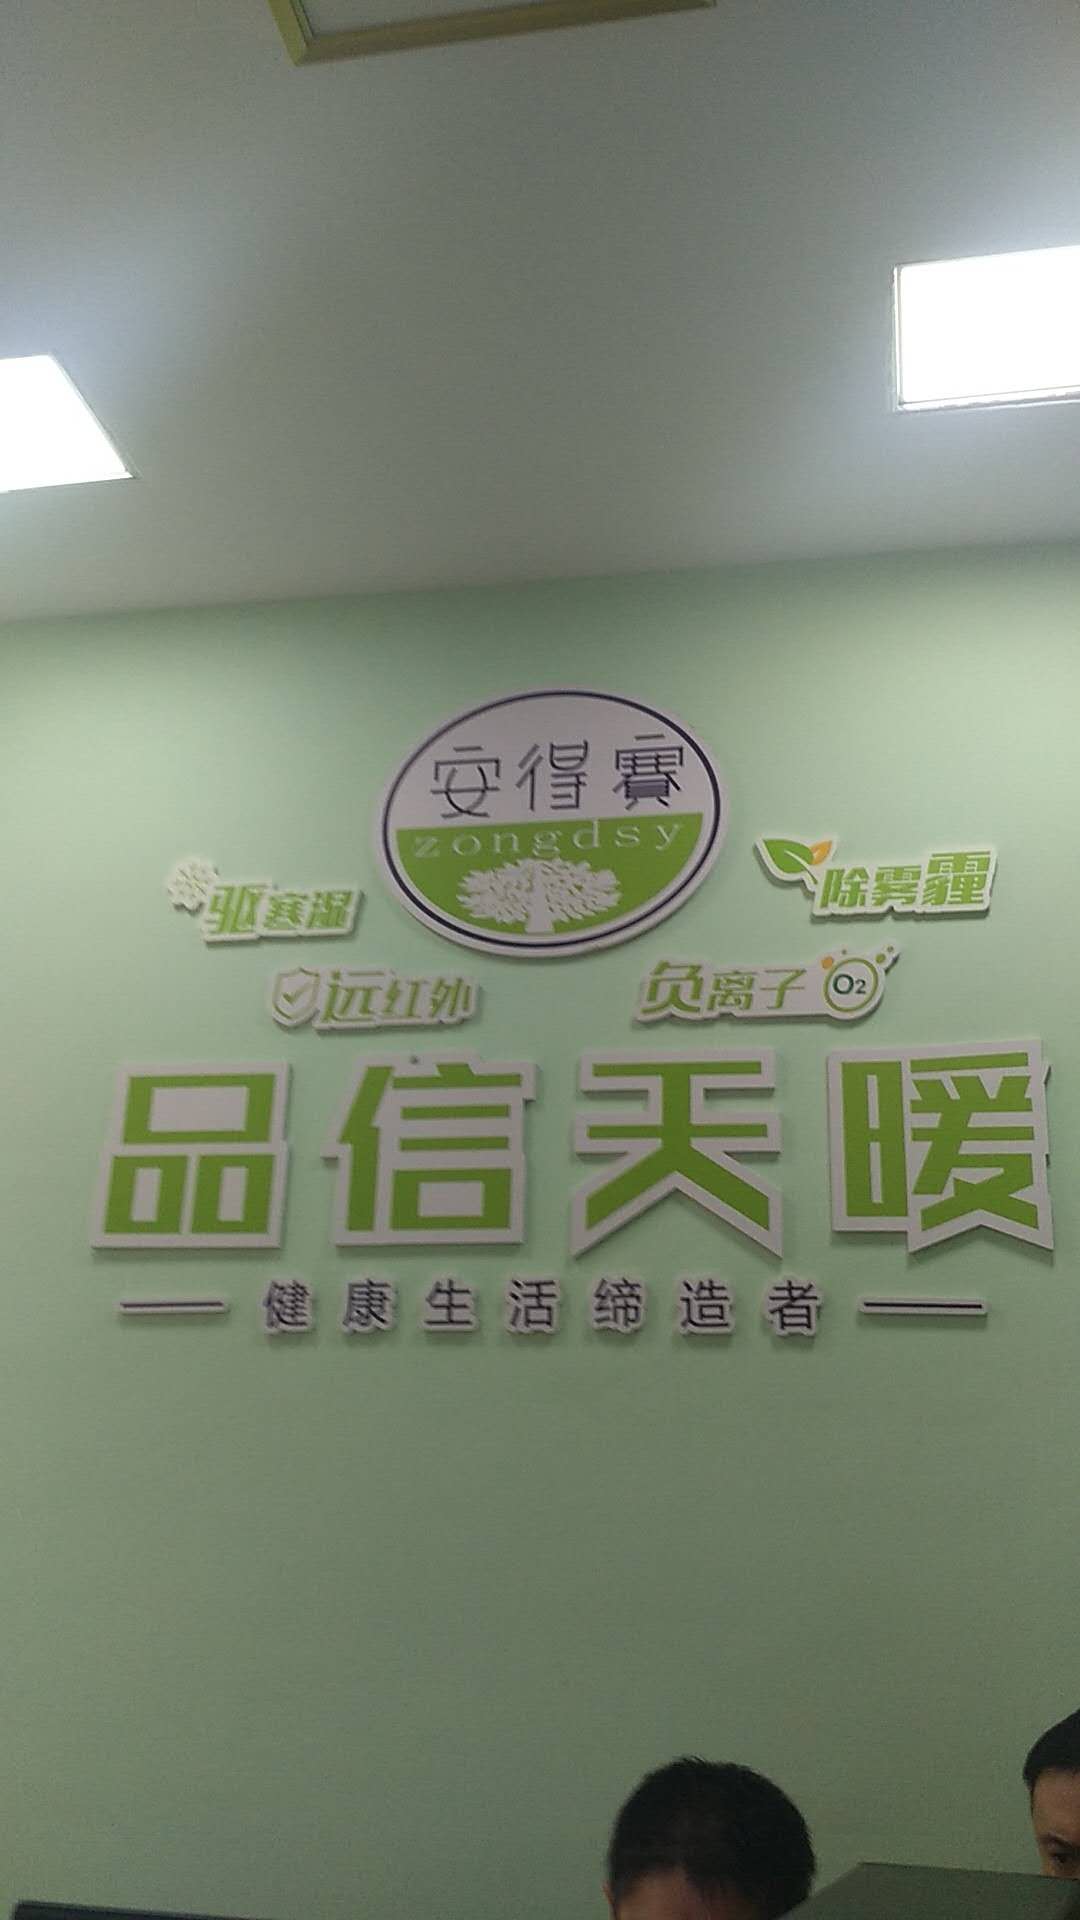 安得賽
zongdsy
驱寒湿
除雾霾
远红外
负离子 O2
品信天暖
健康生活缔造者